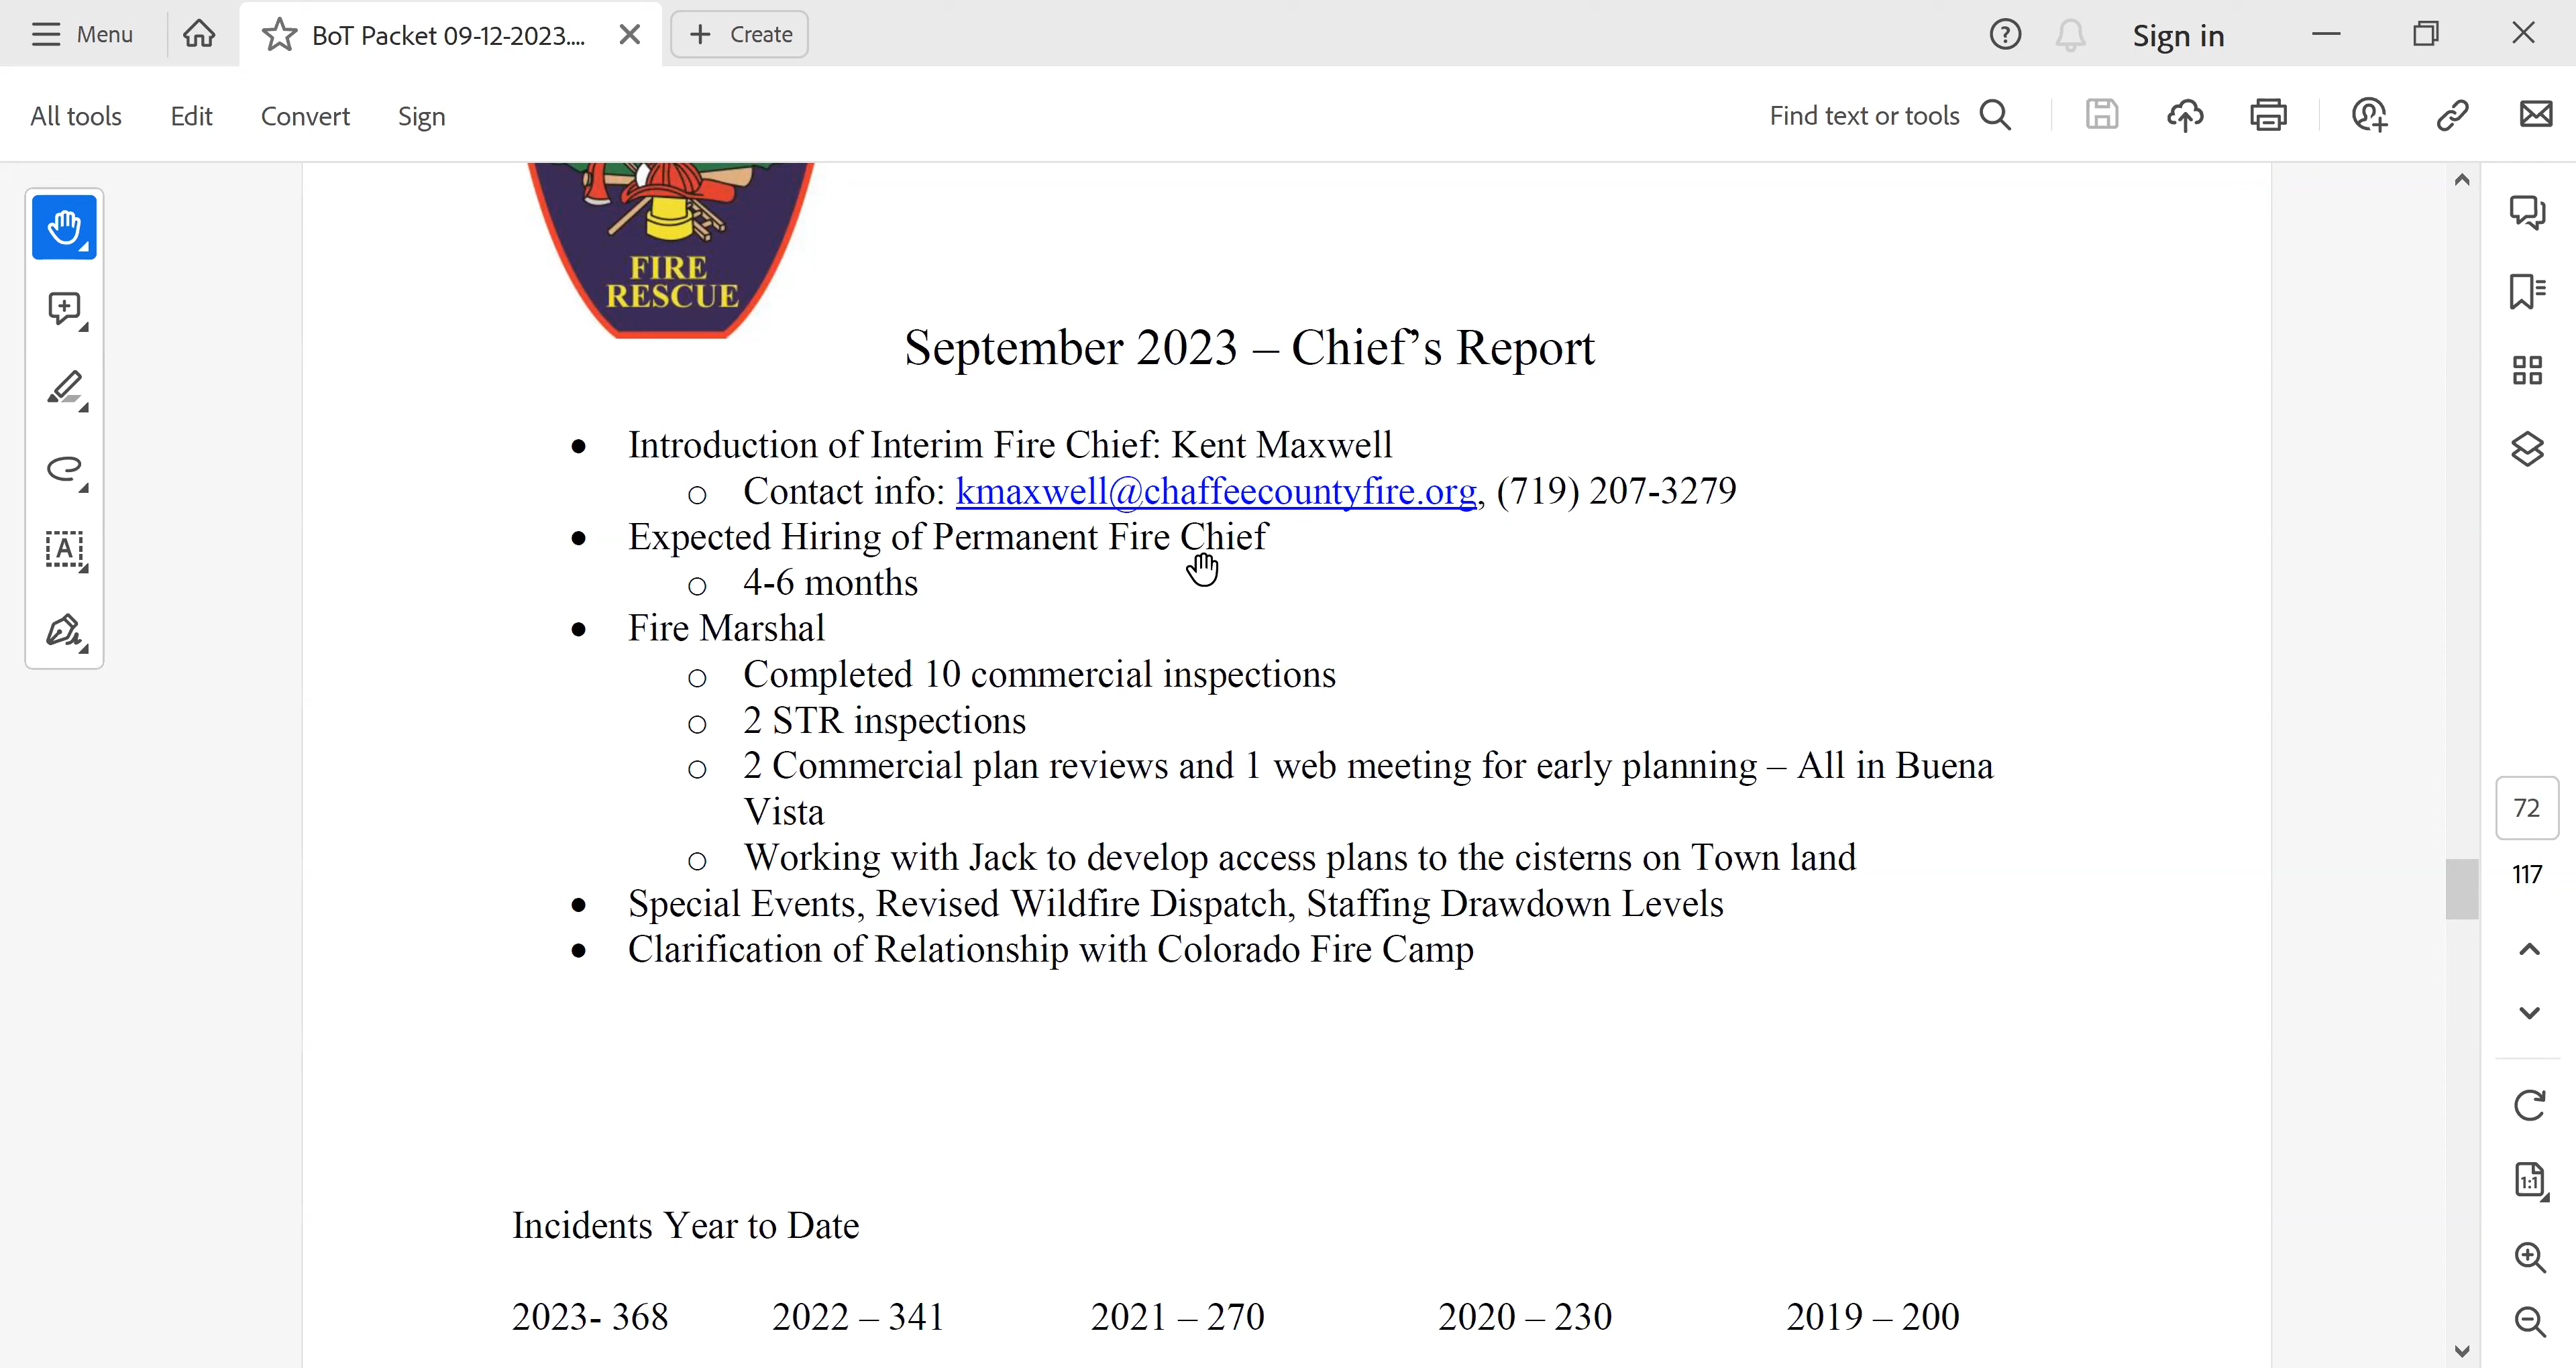 Menu
BoT Packet 09-12-2023....
Create
Sign in
All tools
Edit
Convert
Sign
Find text or tools
FIRE
RESCUE
September 2023 – Chief’s Report
• Introduction of Interim Fire Chief: Kent Maxwell
o Contact info: kmaxwell@chaffeecountyfire.org, (719) 207-3279
• Expected Hiring of Permanent Fire Chief
o 4-6 months
• Fire Marshal
o Completed 10 commercial inspections
o 2 STR inspections
o 2 Commercial plan reviews and 1 web meeting for early planning – All in Buena
Vista
o Working with Jack to develop access plans to the cisterns on Town land
• Special Events, Revised Wildfire Dispatch, Staffing Drawdown Levels
• Clarification of Relationship with Colorado Fire Camp
72
117
1:1
Incidents Year to Date
2023- 368 2022 – 341 2021 – 270 2020 – 230 2019 – 200